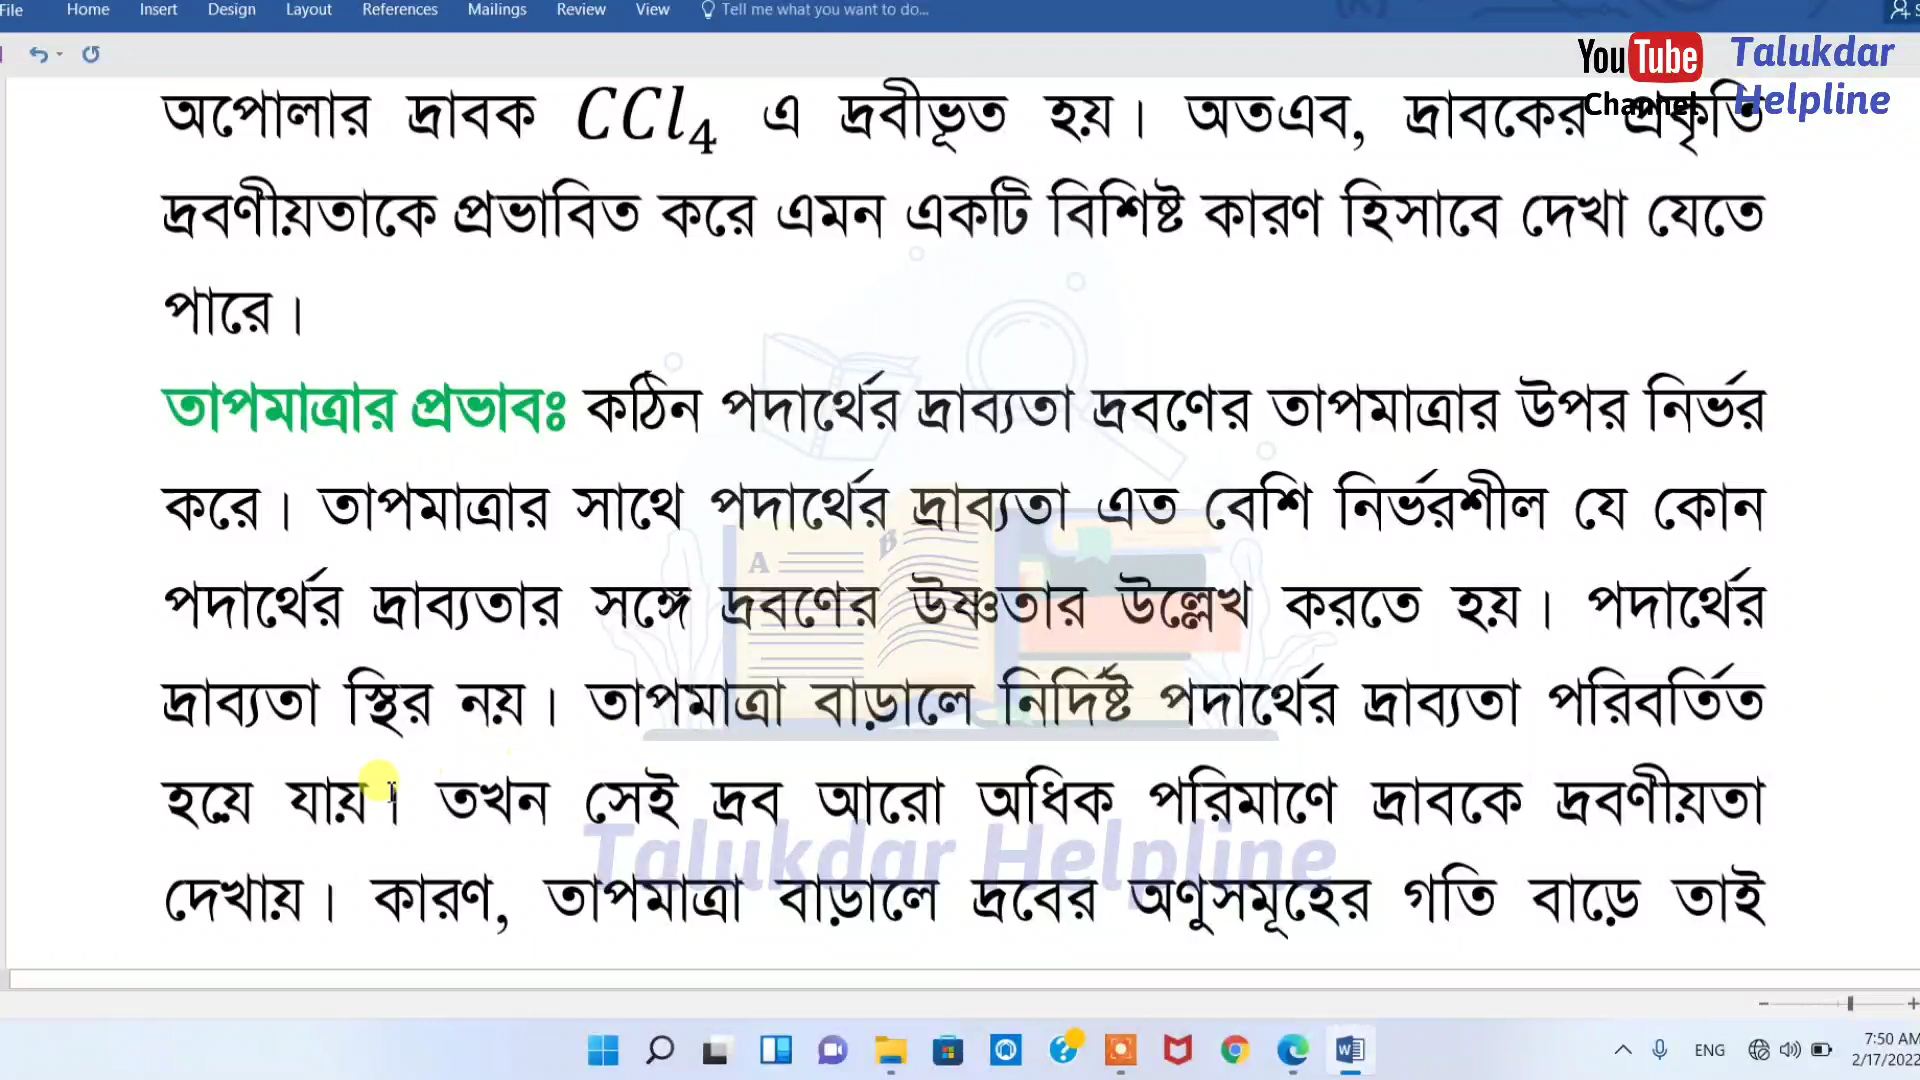 File Home Insert Design Layout References Mailings Review View Tell me what you want to do...
YouTube Channel
Talukdar Helpline
অপোলার দ্রাবক CCl₄ এ দ্রবীভূত হয়। অতএব, দ্রাবকের প্রকৃতি
দ্রবণীয়তাকে প্রভাবিত করে এমন একটি বিশিষ্ট কারণ হিসাবে দেখা যেতে
পারে।
তাপমাত্রার প্রভাবঃ কঠিন পদার্থের দ্রাব্যতা দ্রবণের তাপমাত্রার উপর নির্ভর
করে। তাপমাত্রার সাথে পদার্থের দ্রাব্যতা এত বেশি নির্ভরশীল যে কোন
পদার্থের দ্রাব্যতার সঙ্গে দ্রবণের উষ্ণতার উল্লেখ করতে হয়। পদার্থের
দ্রাব্যতা স্থির নয়। তাপমাত্রা বাড়ালে নিদির্ষ্ট পদার্থের দ্রাব্যতা পরিবর্তিত
হয়ে যায়। তখন সেই দ্রব আরো অধিক পরিমাণে দ্রাবকে দ্রবণীয়তা
দেখায়। কারণ, তাপমাত্রা বাড়ালে দ্রবের অণুসমূহের গতি বাড়ে তাই
A B
Talukdar Helpline
ENG
7:50 AM
2/17/2022